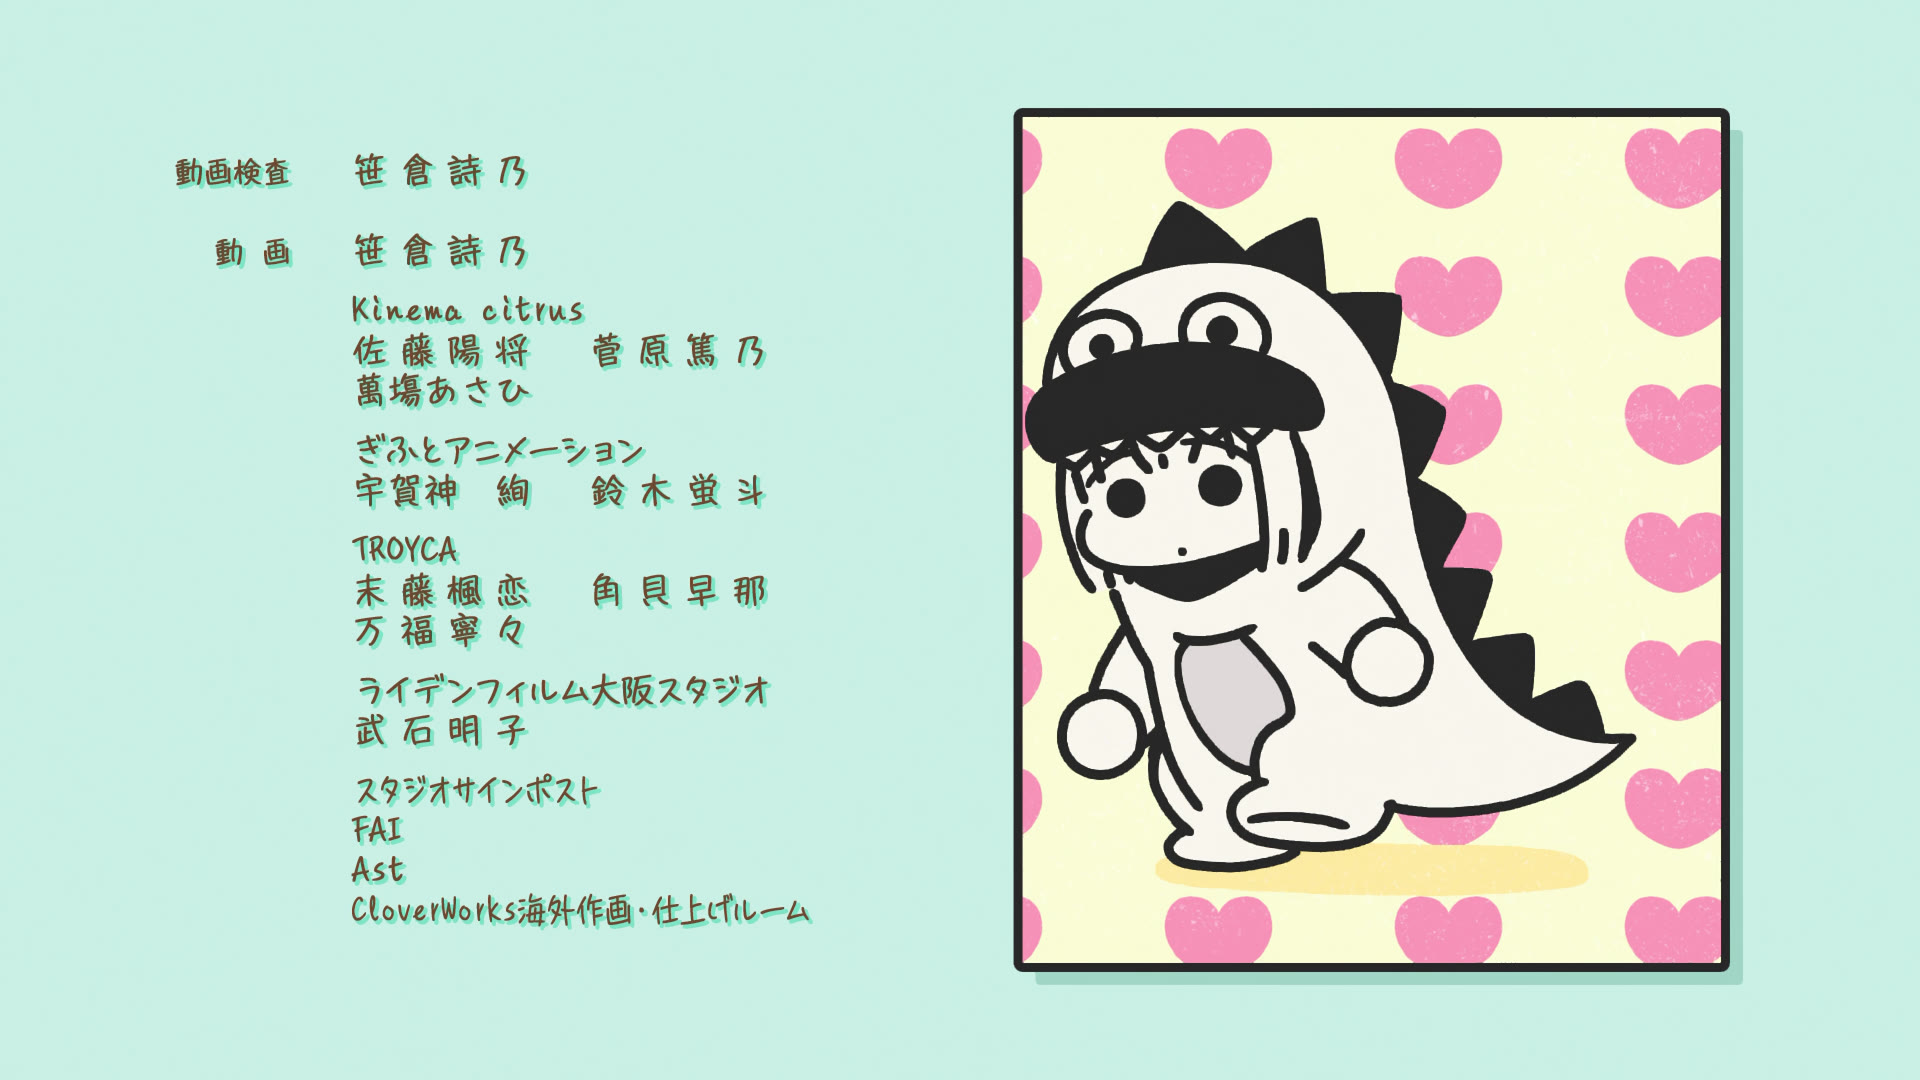 動画検査 笹倉詩乃
動画 笹倉詩乃
Kinema citrus
佐藤陽将 菅原篤乃
萬塲あさひ
ぎふとアニメーション
宇賀神 絢 鈴木蛍斗
TROYCA
末藤楓恋 角貝早那
万福寧々
ライデンフィルム大阪スタジオ
武石明子
スタジオサインポスト
FAI
Ast
CloverWorks海外作画・仕上げルーム